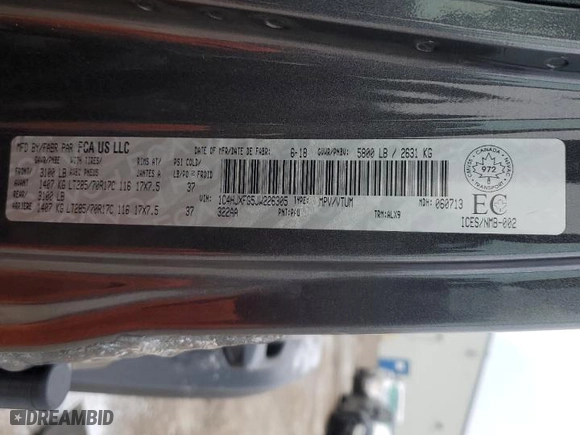 MFD BY/FABR PAR FCA US LLC
DATE OF MFR/DATE DE FABR: 6-18 GVWR/PNBV: 5800 LB / 2631 KG
GAWR/PNBE WITH TIRES/ RIMS AT/ PSI COLD/
AVEC PNEUS JANTES A LB/PO = FROID
FRONT/ 3100 LB
AVANT 1407 KG LT285/70R17C 116 17X7.5 37
REAR/ 3100 LB
ARRIERE 1407 KG LT285/70R17C 116 17X7.5 37
VIN: 1C4HJXFG5JW226305 TYPE: MPV/VTUM MDH: 060713
322AA PNT: TRM: ALX9
CANADA
972
TRANSPORT
EC
ICES/NMB-002
DREAMBID